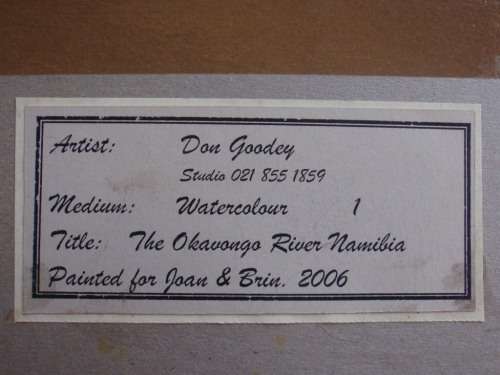 Artist: Don Goodey
Studio 021 855 1859
Medium: Watercolour 1
Title: The Okavongo River Namibia
Painted for Joan & Brin. 2006